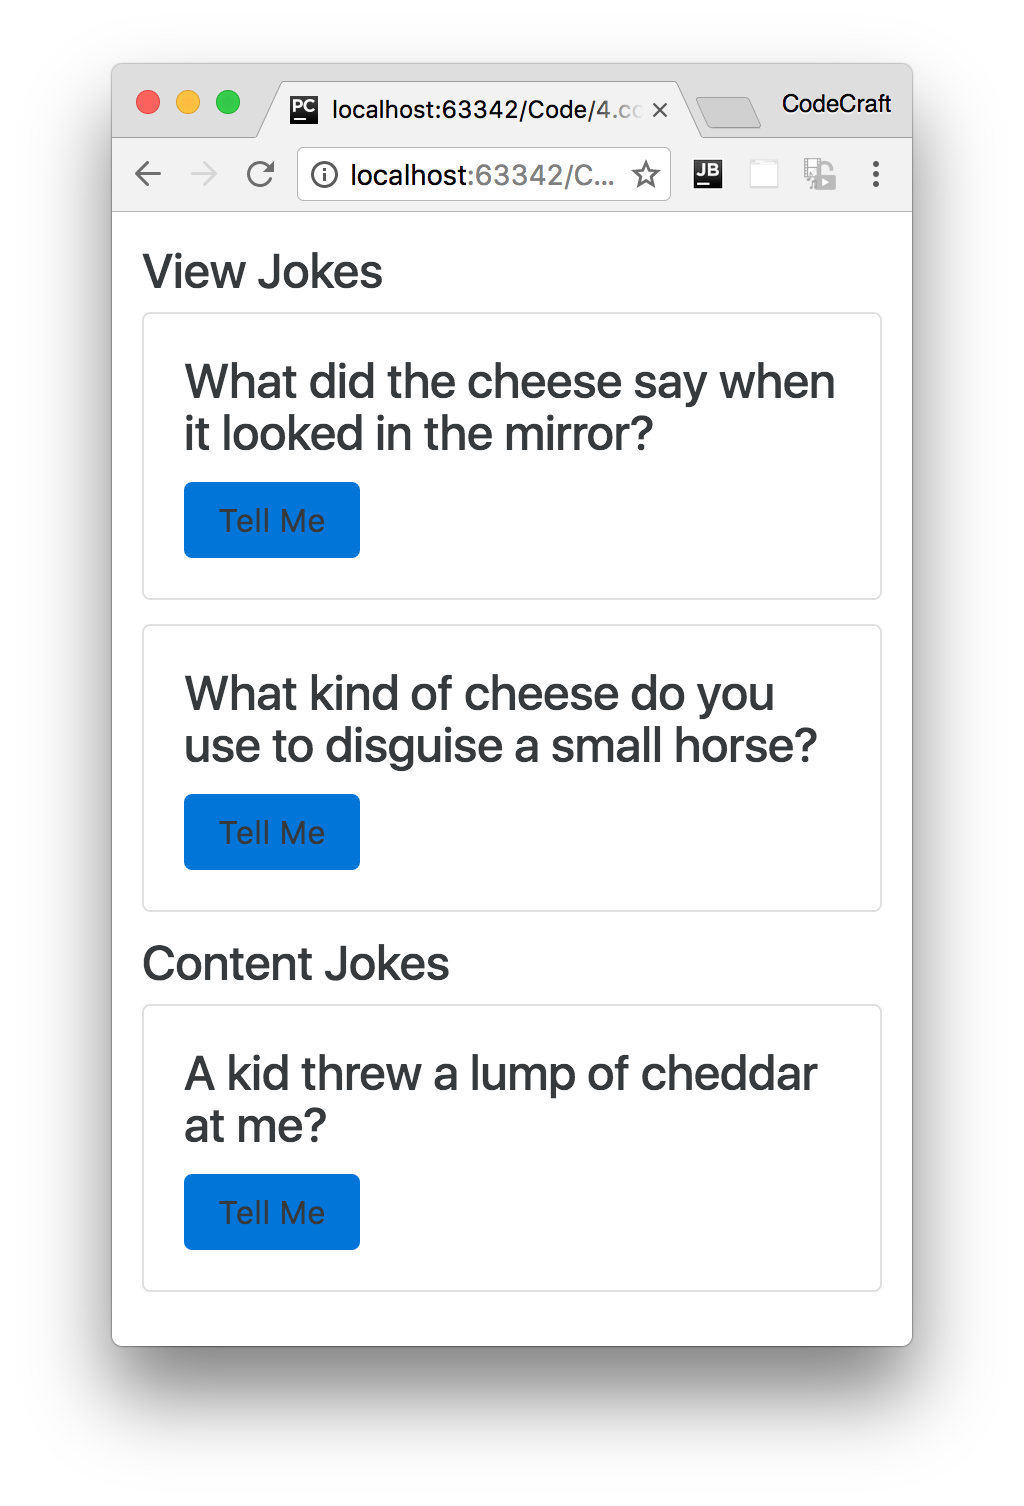 PC
localhost:63342/Code/4.co
CodeCraft
localhost:63342/C...
JB
View Jokes
What did the cheese say when
it looked in the mirror?
Tell Me
What kind of cheese do you
use to disguise a small horse?
Tell Me
Content Jokes
A kid threw a lump of cheddar
at me?
Tell Me